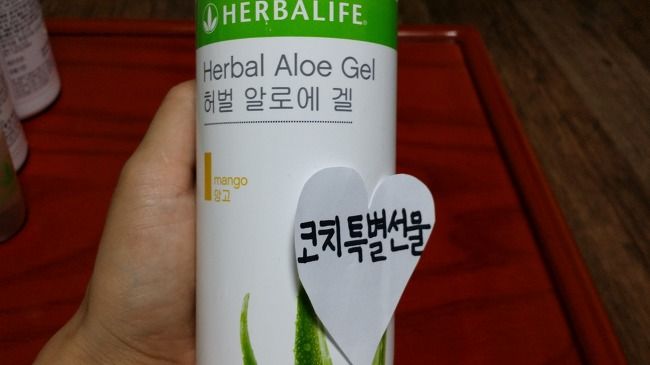 HERBALIFE
Herbal Aloe Gel
허벌 알로에 겔
mango
망고
코치특별선물